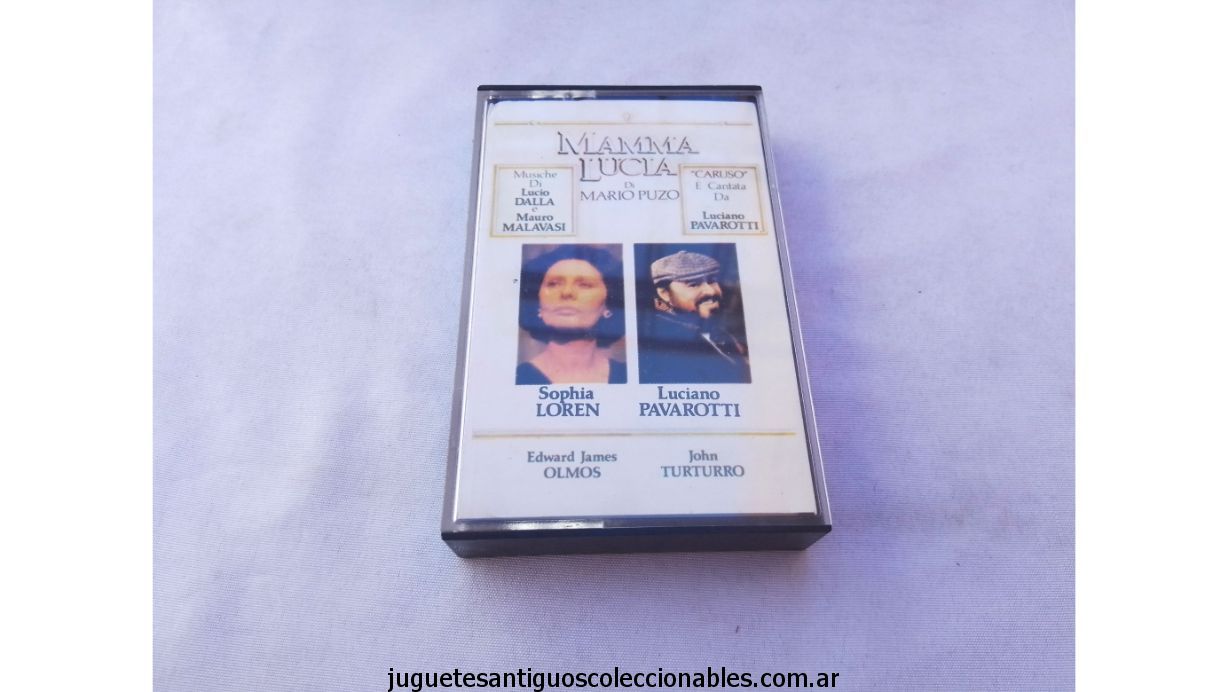 MAMMA
LUCIA
Di
MARIO PUZO
Musiche
Di
Lucio
DALLA
e
Mauro
MALAVASI
"CARUSO"
È Cantata
Da
Luciano
PAVAROTTI
Sophia
LOREN
Luciano
PAVAROTTI
Edward James
OLMOS
John
TURTURRO
juguetesantiguoscoleccionables.com.ar